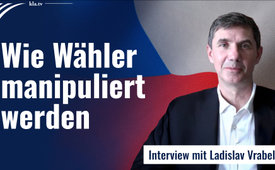 kla.tv
Wie Wähler
manipuliert
werden
Interview mit Ladislav Vrabel